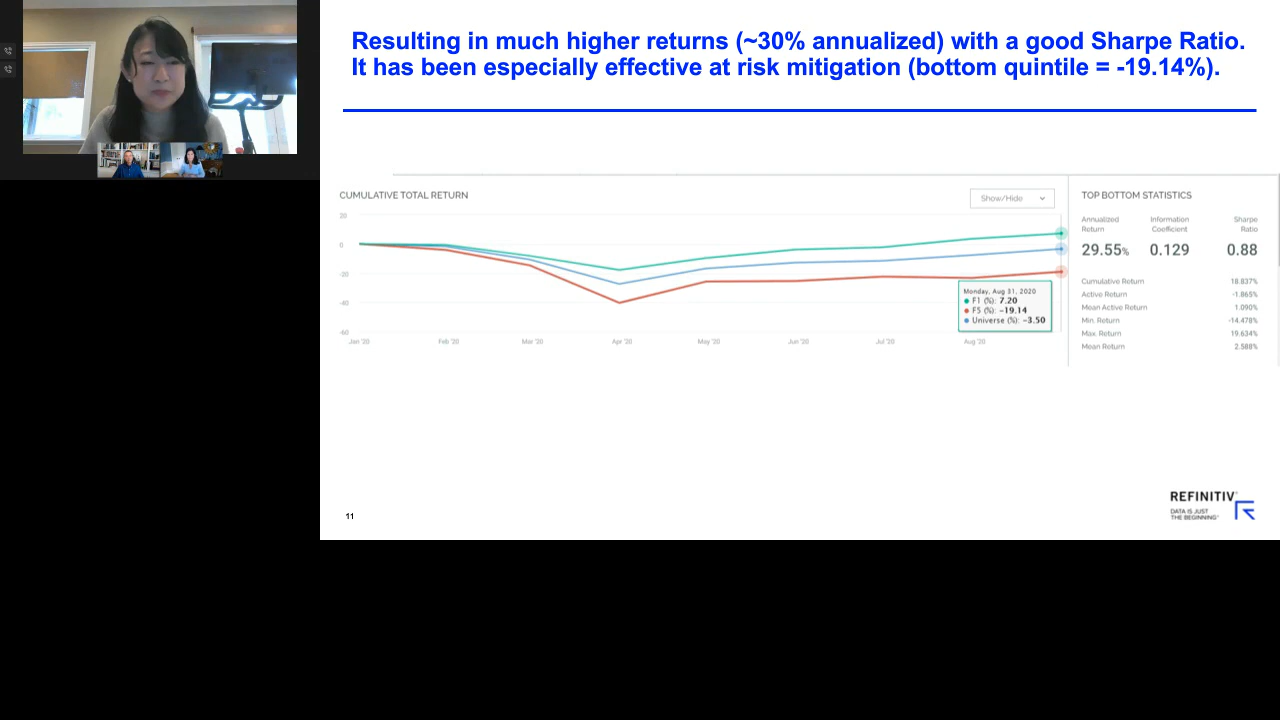 Resulting in much higher returns (~30% annualized) with a good Sharpe Ratio.
It has been especially effective at risk mitigation (bottom quintile = -19.14%).
CUMULATIVE TOTAL RETURN
Show/Hide
20
0
-20
-40
-60
Jan '20
Feb '20
Mar '20
Apr '20
May '20
Jun '20
Jul '20
Aug '20
Monday, Aug 31, 2020
F1 (%): 7.20
F5 (%): -19.14
Universe (%): -3.50
TOP BOTTOM STATISTICS
Annualized Return
Information Coefficient
Sharpe Ratio
29.55% 0.129 0.88
Cumulative Return 18.837%
Active Return -1.865%
Mean Active Return 1.090%
Min. Return -14.478%
Max. Return 19.634%
Mean Return 2.588%
11
REFINITIV
DATA IS JUST
THE BEGINNING